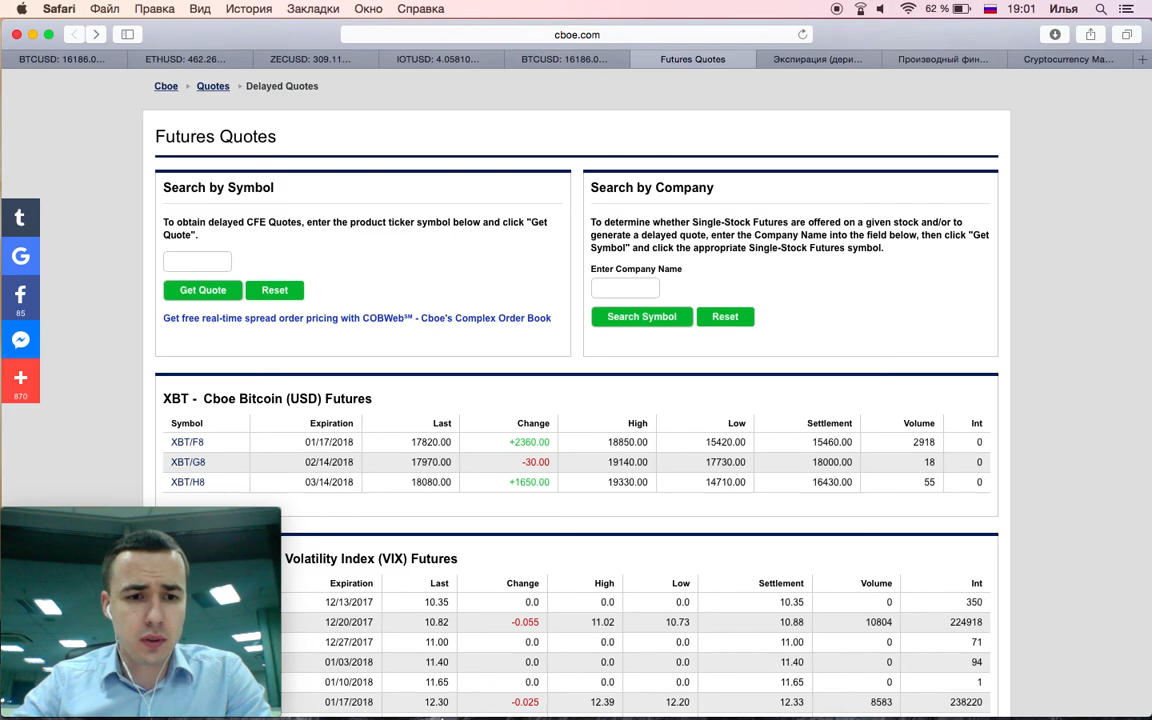 Safari Файл Правка Вид История Закладки Окно Справка 62 % 19:01 Илья
cboe.com
BTCUSD: 16186.0... ETHUSD: 462.26... ZECUSD: 309.11... IOTUSD: 4.05810... BTCUSD: 16186.0... Futures Quotes Экспирация (дери... Производный фин... Cryptocurrency Ma...
Cboe Quotes Delayed Quotes
Futures Quotes
Search by Symbol
To obtain delayed CFE Quotes, enter the product ticker symbol below and click "Get
Quote".
Get Quote Reset
Get free real-time spread order pricing with COBWeb℠ - Cboe's Complex Order Book
Search by Company
To determine whether Single-Stock Futures are offered on a given stock and/or to
generate a delayed quote, enter the Company Name into the field below, then click "Get
Symbol" and click the appropriate Single-Stock Futures symbol.
Enter Company Name
Search Symbol Reset
85
870
XBT - Cboe Bitcoin (USD) Futures
Symbol Expiration Last Change High Low Settlement Volume Int
XBT/F8 01/17/2018 17820.00 +2360.00 18850.00 15420.00 15460.00 2918 0
XBT/G8 02/14/2018 17970.00 -30.00 19140.00 17730.00 18000.00 18 0
XBT/H8 03/14/2018 18080.00 +1650.00 19330.00 14710.00 16430.00 55 0
Volatility Index (VIX) Futures
Expiration Last Change High Low Settlement Volume Int
12/13/2017 10.35 0.0 0.0 0.0 10.35 0 350
12/20/2017 10.82 -0.055 11.02 10.73 10.88 10804 224918
12/27/2017 11.00 0.0 0.0 0.0 11.00 0 71
01/03/2018 11.40 0.0 0.0 0.0 11.40 0 94
01/10/2018 11.65 0.0 0.0 0.0 11.65 0 1
01/17/2018 12.30 -0.025 12.39 12.20 12.33 8583 238220